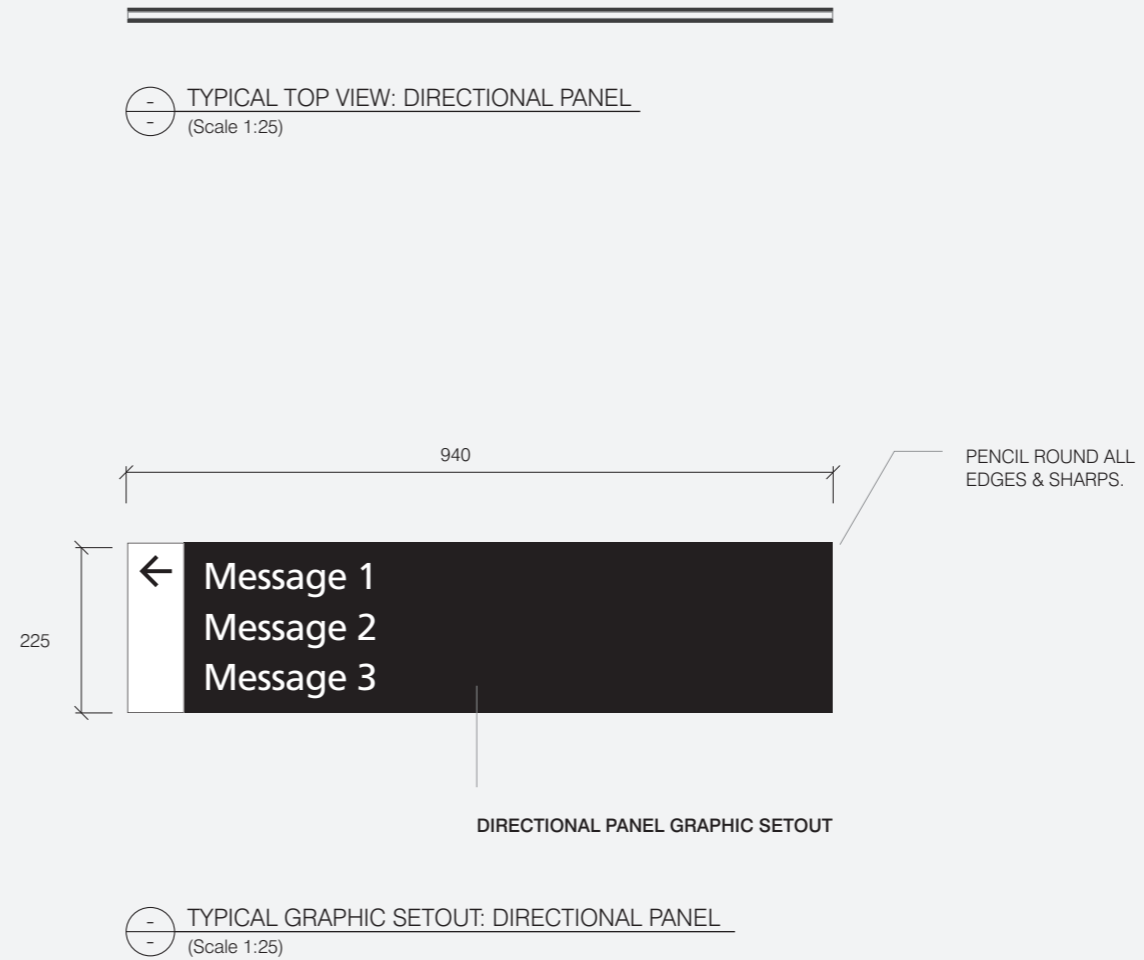 -
TYPICAL TOP VIEW: DIRECTIONAL PANEL
-
(Scale 1:25)
940
PENCIL ROUND ALL
EDGES & SHARPS.
←
Message 1
Message 2
Message 3
225
DIRECTIONAL PANEL GRAPHIC SETOUT
-
TYPICAL GRAPHIC SETOUT: DIRECTIONAL PANEL
-
(Scale 1:25)